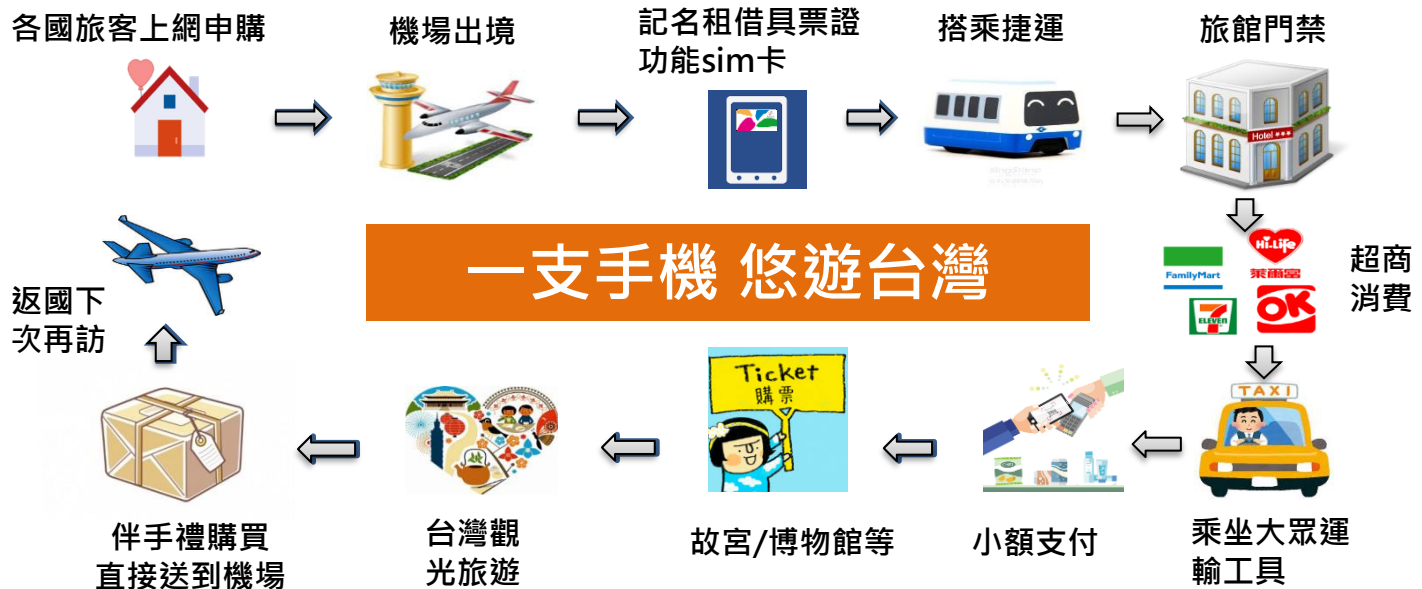 各國旅客上網申購
機場出境
記名租借具票證
功能sim卡
搭乘捷運
旅館門禁
Hotel ***
一支手機 悠遊台灣
Hi-Life
萊爾富
FamilyMart
7
ELEVEN
OK
超商
消費
返國下
次再訪
Ticket
購票
TAXI
伴手禮購買
直接送到機場
台灣觀
光旅遊
故宮/博物館等
小額支付
乘坐大眾運
輸工具